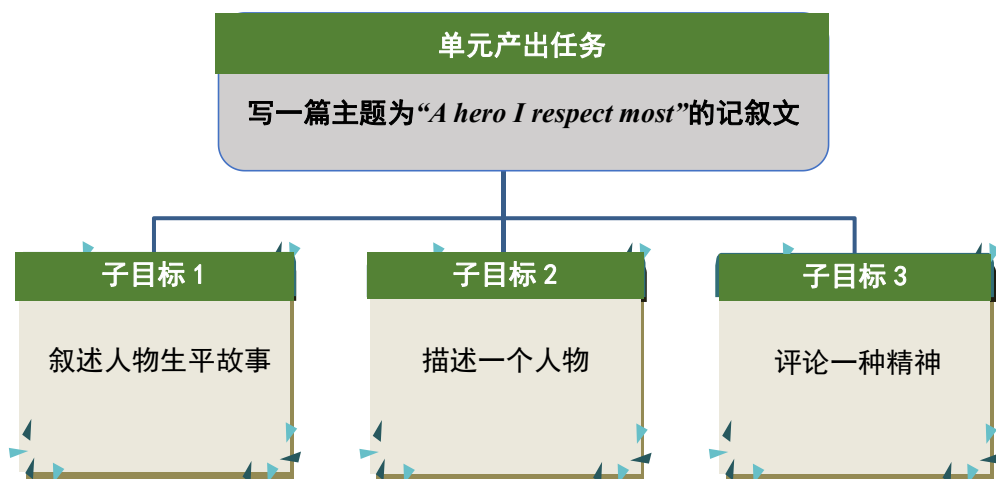 单元产出任务
写一篇主题为“A hero I respect most”的记叙文
子目标 1
叙述人物生平故事
子目标 2
描述一个人物
子目标 3
评论一种精神